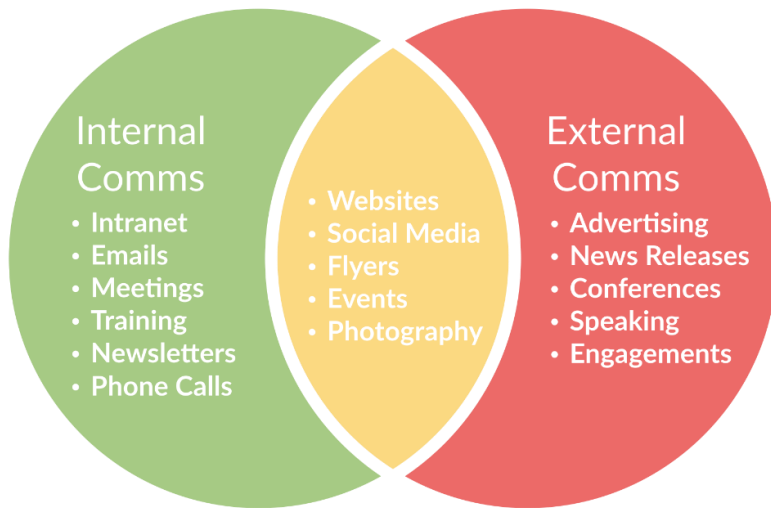 Internal
Comms
• Intranet
• Emails
• Meetings
• Training
• Newsletters
• Phone Calls
• Websites
• Social Media
• Flyers
• Events
• Photography
External
Comms
• Advertising
• News Releases
• Conferences
• Speaking
• Engagements